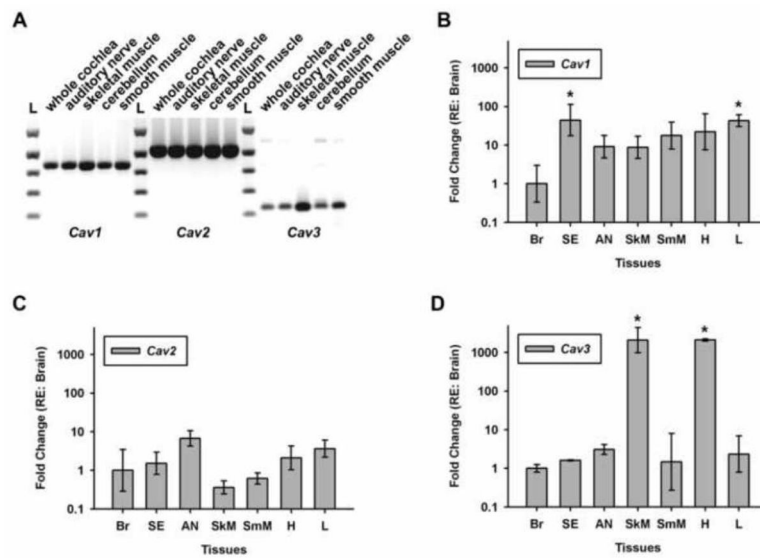 A
whole cochlea
auditory nerve
skeletal muscle
cerebellum
smooth muscle
whole cochlea
auditory nerve
skeletal muscle
cerebellum
smooth muscle
whole cochlea
auditory nerve
skeletal muscle
cerebellum
smooth muscle
L
L
L
Cav1
Cav2
Cav3
B
Cav1
Fold Change (RE: Brain)
1000
100
10
1
0.1
*
*
Br SE AN SkM SmM H L
Tissues
C
Cav2
Fold Change (RE: Brain)
1000
100
10
1
0.1
Br SE AN SkM SmM H L
Tissues
D
Cav3
Fold Change (RE: Brain)
1000
100
10
1
0.1
*
*
Br SE AN SkM SmM H L
Tissues